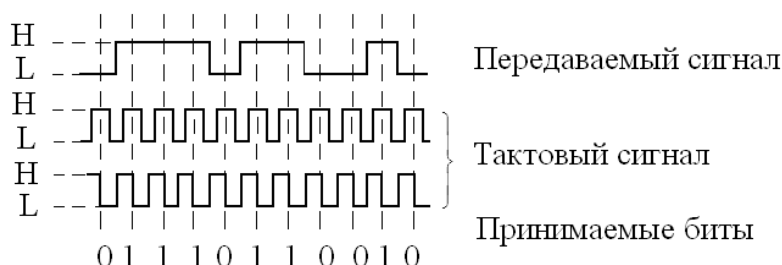 H
L
Передаваемый сигнал
H
L
Тактовый сигнал
H
L
Принимаемые биты
0 1 1 1 0 1 1 0 0 1 0